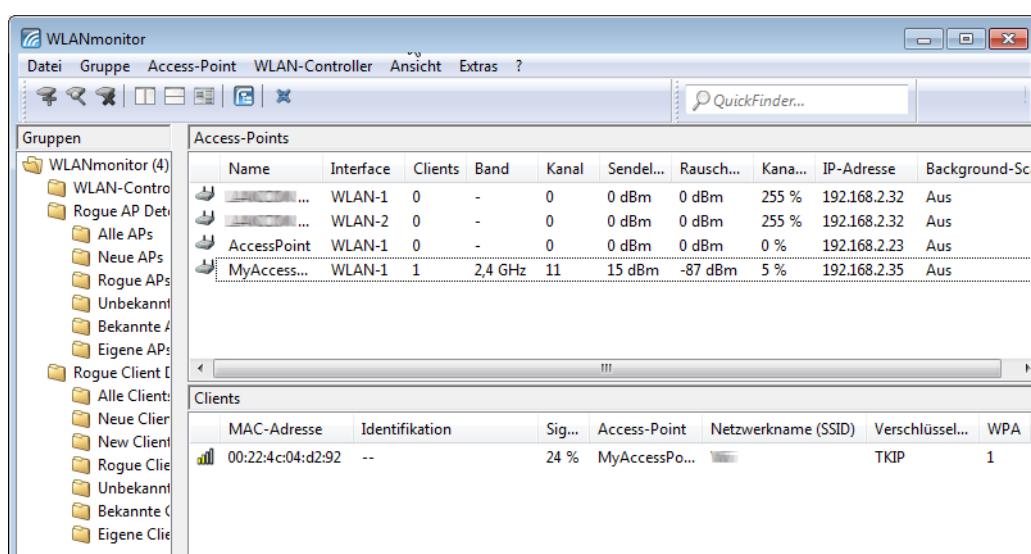 WLANmonitor
Datei Gruppe Access-Point WLAN-Controller Ansicht Extras ?
QuickFinder...
Gruppen
WLANmonitor (4)
WLAN-Contro
Rogue AP Det
Alle APs
Neue APs
Rogue APs
Unbekannt
Bekannte A
Eigene APs
Rogue Client D
Alle Clients
Neue Clien
New Client
Rogue Clie
Unbekannt
Bekannte C
Eigene Clie
Access-Points
Name Interface Clients Band Kanal Sendel... Rausch... Kana... IP-Adresse Background-Sc
... WLAN-1 0 - 0 0 dBm 0 dBm 255 % 192.168.2.32 Aus
... WLAN-2 0 - 0 0 dBm 0 dBm 255 % 192.168.2.32 Aus
AccessPoint WLAN-1 0 - 0 0 dBm 0 dBm 0 % 192.168.2.23 Aus
MyAccess... WLAN-1 1 2,4 GHz 11 15 dBm -87 dBm 5 % 192.168.2.35 Aus
Clients
MAC-Adresse Identifikation Sig... Access-Point Netzwerkname (SSID) Verschlüssel... WPA
00:22:4c:04:d2:92 -- 24 % MyAccessPo... TKIP 1